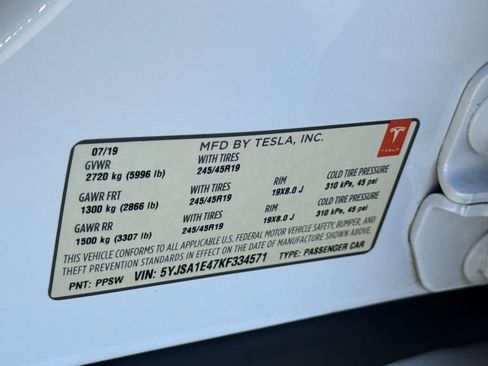 07/19 MFD BY TESLA, INC.
GVWR WITH TIRES
2720 kg (5996 lb) 245/45R19 RIM COLD TIRE PRESSURE
GAWR FRT WITH TIRES 19X8.0 J 310 kPa, 45 psi
1300 kg (2866 lb) 245/45R19 RIM COLD TIRE PRESSURE
GAWR RR WITH TIRES 19X8.0 J 310 kPa, 45 psi
1500 kg (3307 lb) 245/45R19
THIS VEHICLE CONFORMS TO ALL APPLICABLE U.S. FEDERAL MOTOR VEHICLE SAFETY, BUMPER, AND
THEFT PREVENTION STANDARDS IN EFFECT ON THE DATE OF MANUFACTURE SHOWN ABOVE.
PNT: PPSW VIN: 5YJSA1E47KF334571 TYPE: PASSENGER CAR
TESLA